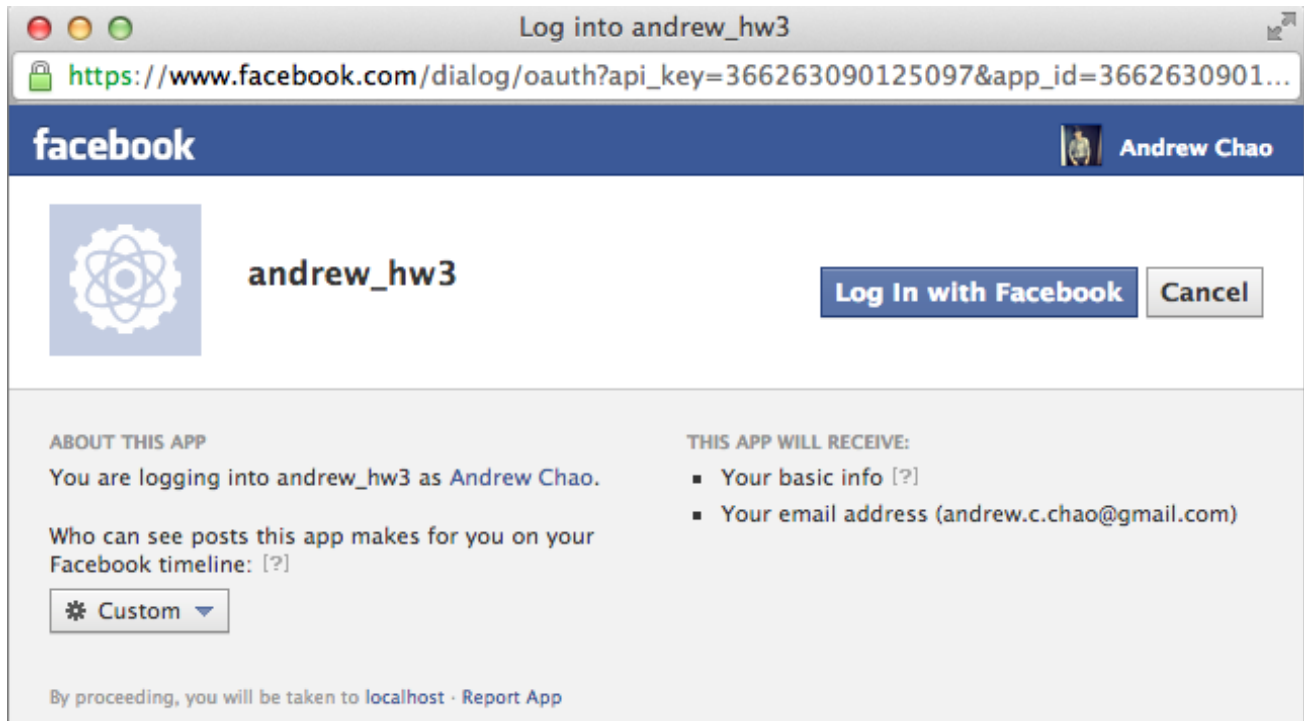 Log into andrew_hw3
https://www.facebook.com/dialog/oauth?api_key=366263090125097&app_id=3662630901...
facebook
Andrew Chao
andrew_hw3
Log In with Facebook
Cancel
ABOUT THIS APP
You are logging into andrew_hw3 as Andrew Chao.
Who can see posts this app makes for you on your
Facebook timeline: [?]
Custom
THIS APP WILL RECEIVE:
Your basic info [?]
Your email address (andrew.c.chao@gmail.com)
By proceeding, you will be taken to localhost · Report App